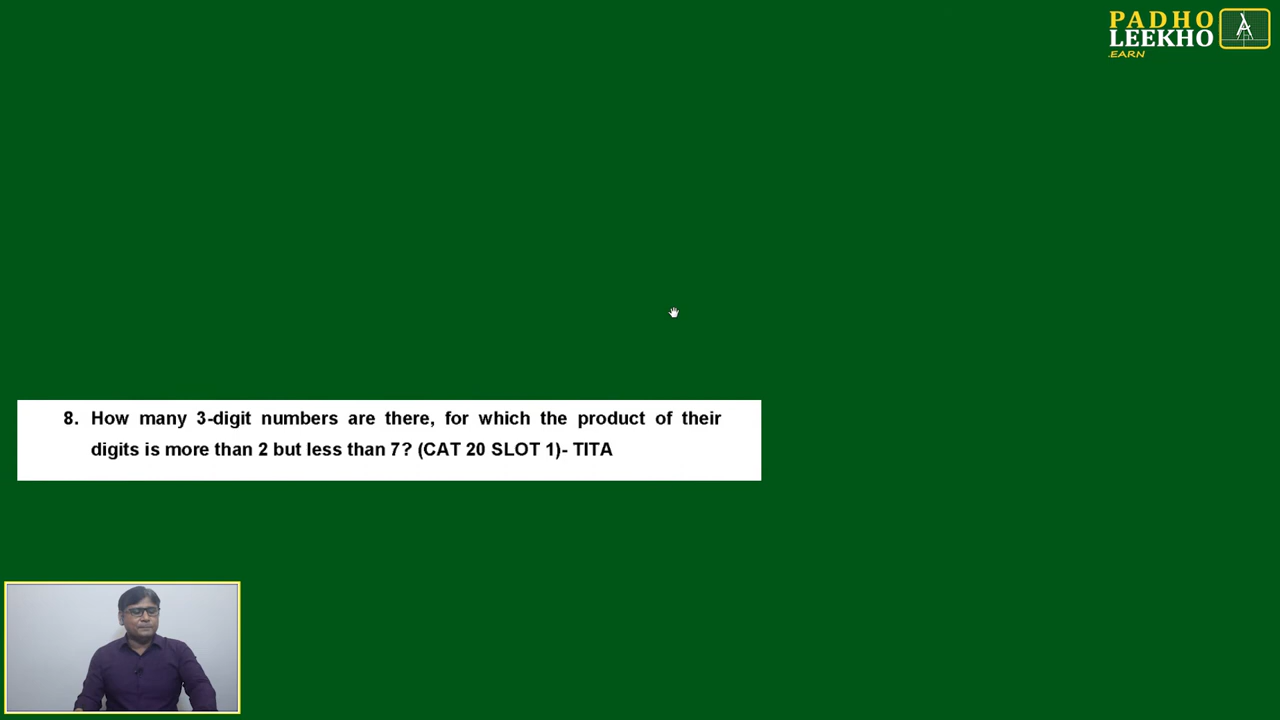 PADHO
LEEKHO
.EARN
8. How many 3-digit numbers are there, for which the product of their
digits is more than 2 but less than 7? (CAT 20 SLOT 1)- TITA